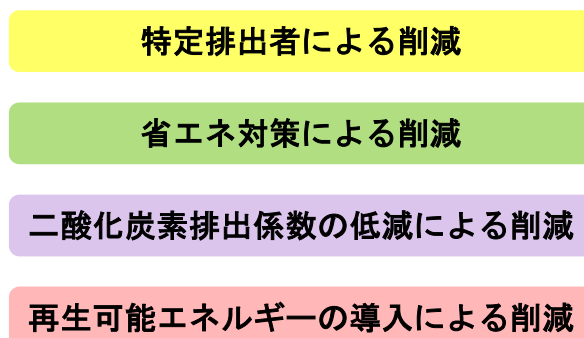 特定排出者による削減
省エネ対策による削減
二酸化炭素排出係数の低減による削減
再生可能エネルギーの導入による削減